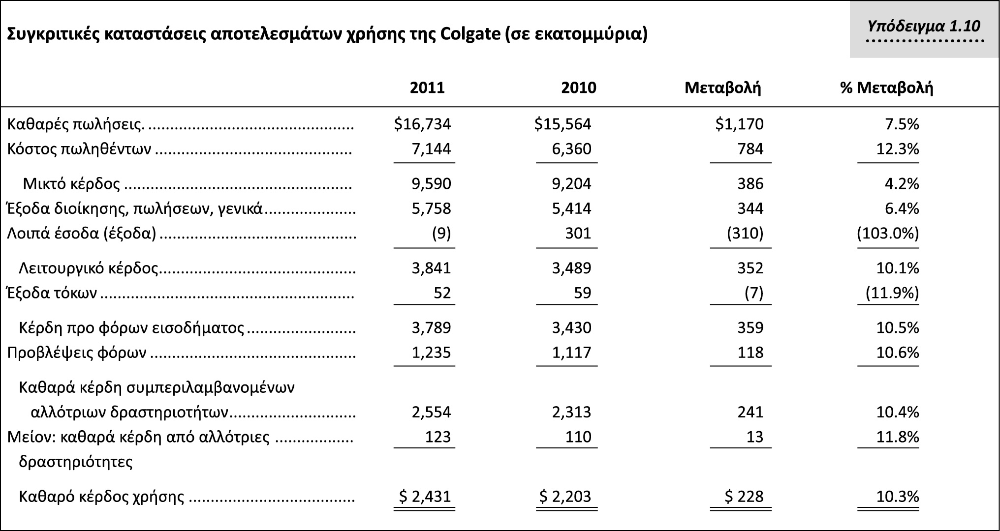 Υπόδειγμα 1.10
Συγκριτικές καταστάσεις αποτελεσμάτων χρήσης της Colgate (σε εκατομμύρια)
2011 2010 Μεταβολή % Μεταβολή
Καθαρές πωλήσεις. $16,734 $15,564 $1,170 7.5%
Κόστος πωληθέντων 7,144 6,360 784 12.3%
Μικτό κέρδος 9,590 9,204 386 4.2%
Έξοδα διοίκησης, πωλήσεων, γενικά 5,758 5,414 344 6.4%
Λοιπά έσοδα (έξοδα) (9) 301 (310) (103.0%)
Λειτουργικό κέρδος 3,841 3,489 352 10.1%
Έξοδα τόκων 52 59 (7) (11.9%)
Κέρδη προ φόρων εισοδήματος 3,789 3,430 359 10.5%
Προβλέψεις φόρων 1,235 1,117 118 10.6%
Καθαρά κέρδη συμπεριλαμβανομένων
αλλότριων δραστηριοτήτων 2,554 2,313 241 10.4%
Μείον: καθαρά κέρδη από αλλότριες 123 110 13 11.8%
δραστηριότητες
Καθαρό κέρδος χρήσης $ 2,431 $ 2,203 $ 228 10.3%